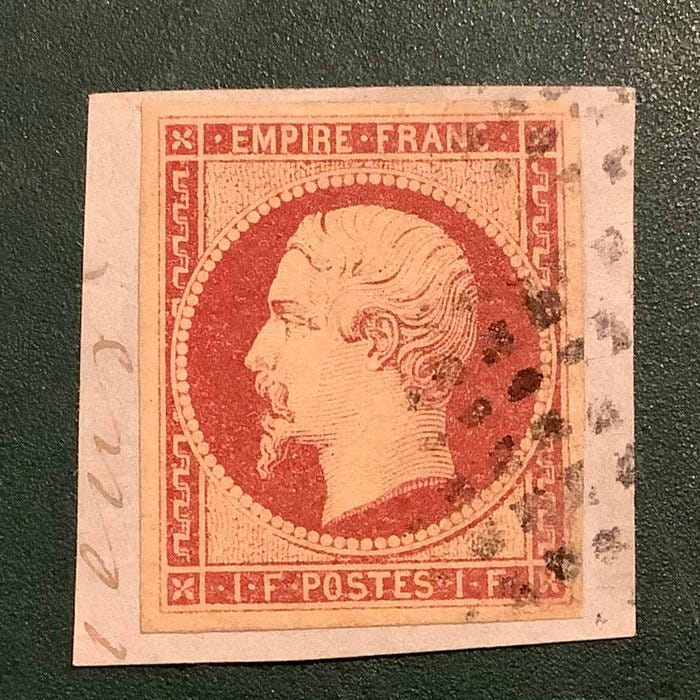 · EMPIRE · FRANC ·
1 · F · POSTES · 1 · F ·